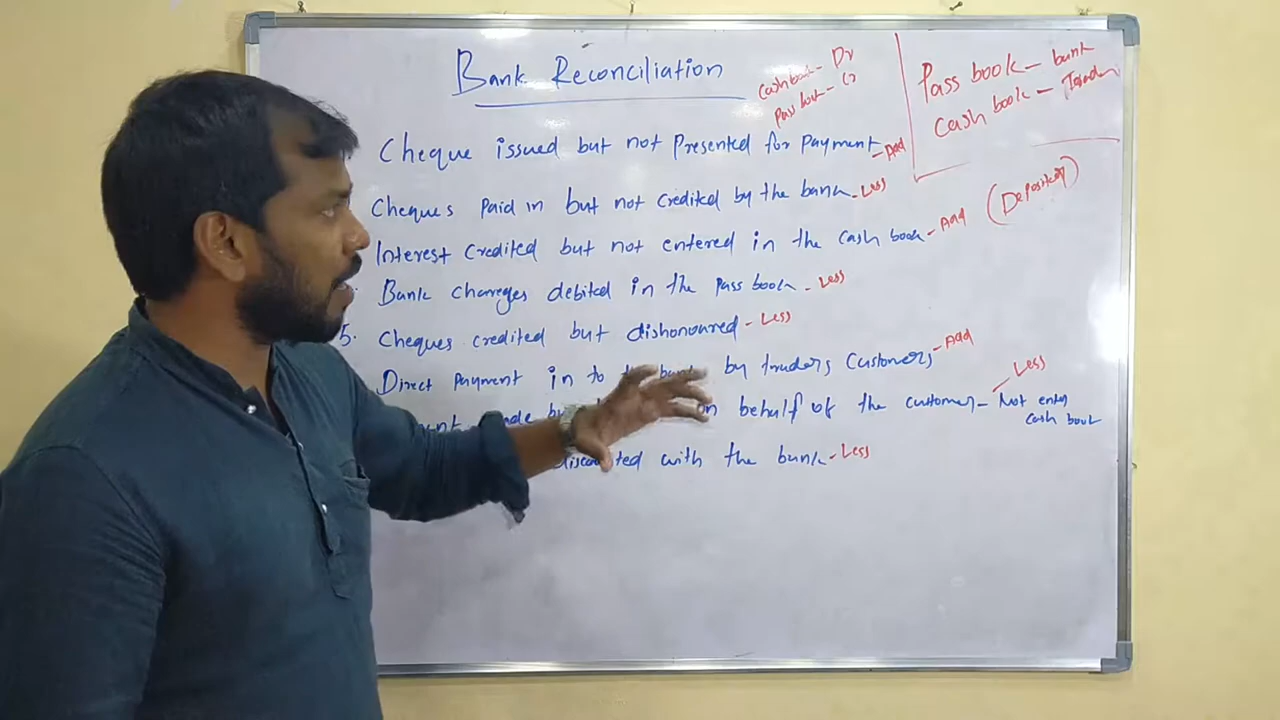 Bank Reconciliation
Cash book - Dr
Pass book - Cr
Pass book - bank
Cash book - Trader
Cheque issued but not Presented for Payment - Add
Cheques Paid in but not credited by the bank - Less
Interest credited but not entered in the cash book - Add (Depositer)
Bank charges debited in the pass book - Less
5. Cheques credited but dishonoured - Less
Direct Payment in to the bank by traders Customers - Add
on behalf of the customer - Not entry cash book
Less
with the bank - Less